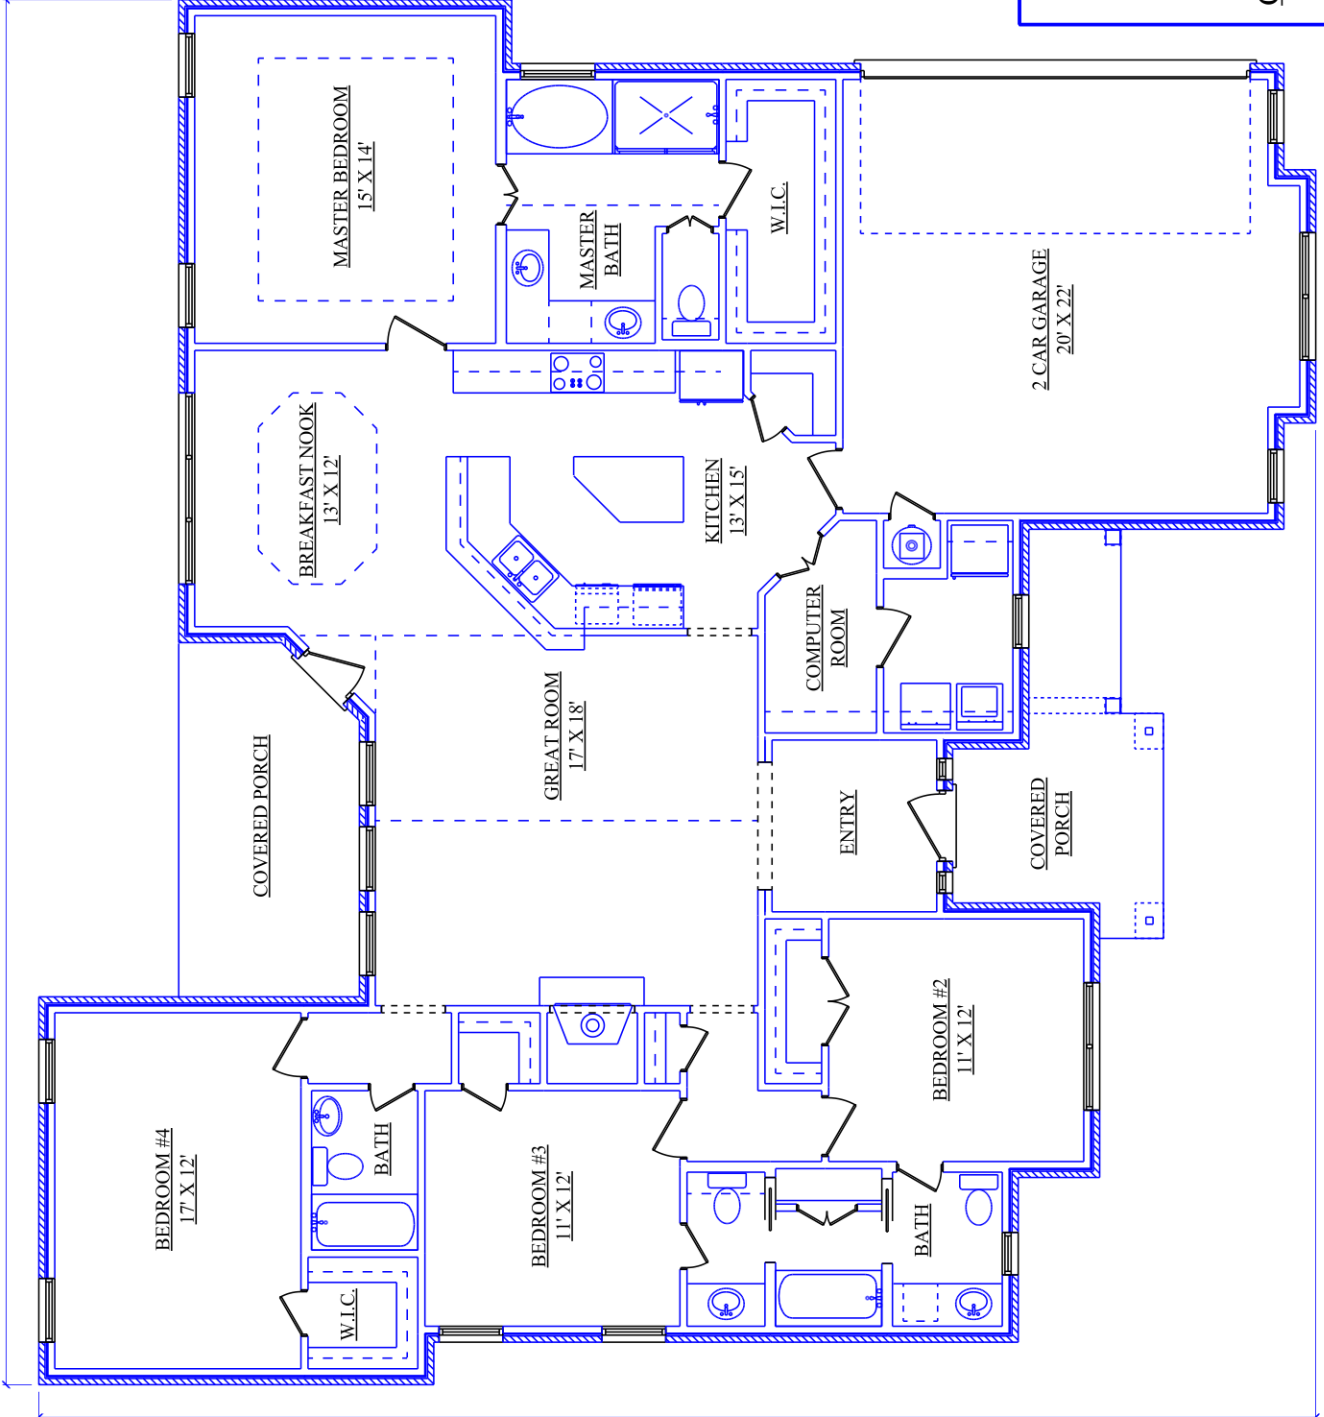 MASTER BEDROOM
15' X 14'
MASTER
BATH
W.I.C.
2 CAR GARAGE
20' X 22'
BREAKFAST NOOK
13' X 12'
KITCHEN
13' X 15'
COMPUTER
ROOM
COVERED PORCH
GREAT ROOM
17' X 18'
ENTRY
COVERED
PORCH
BEDROOM #4
17' X 12'
BATH
W.I.C.
BEDROOM #3
11' X 12'
BEDROOM #2
11' X 12'
BATH